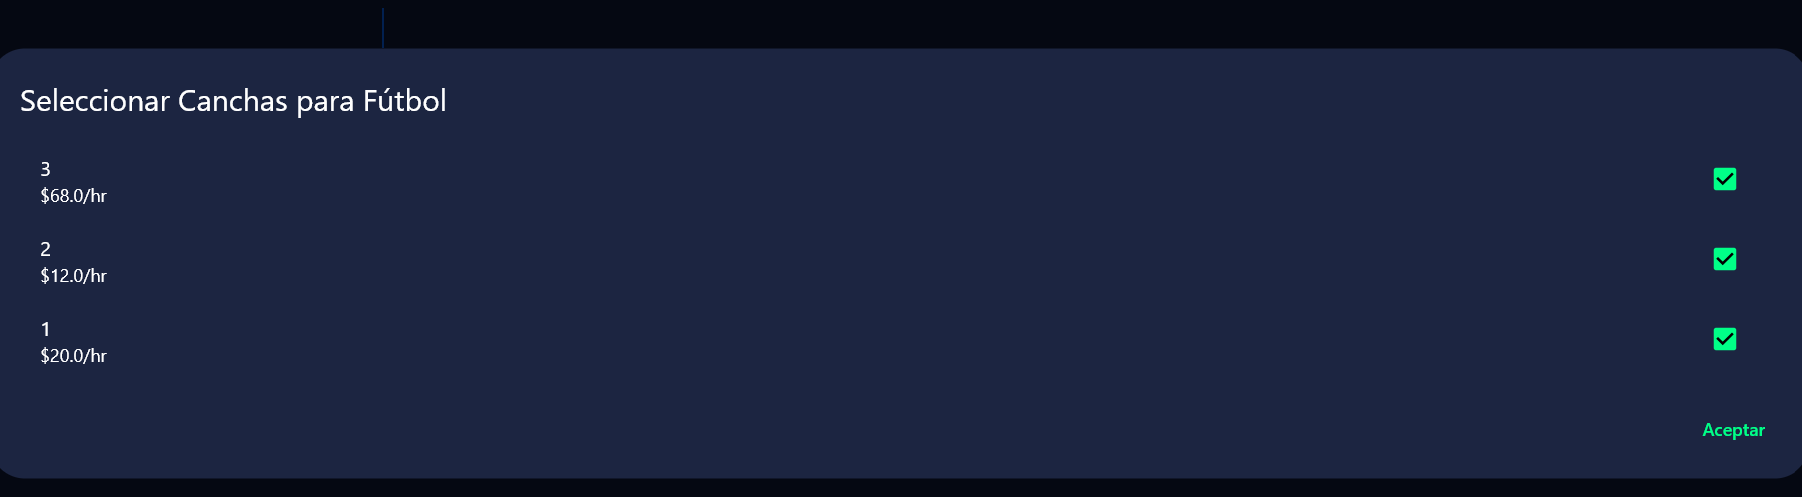 Seleccionar Canchas para Fútbol
3
$68.0/hr
2
$12.0/hr
1
$20.0/hr
Aceptar